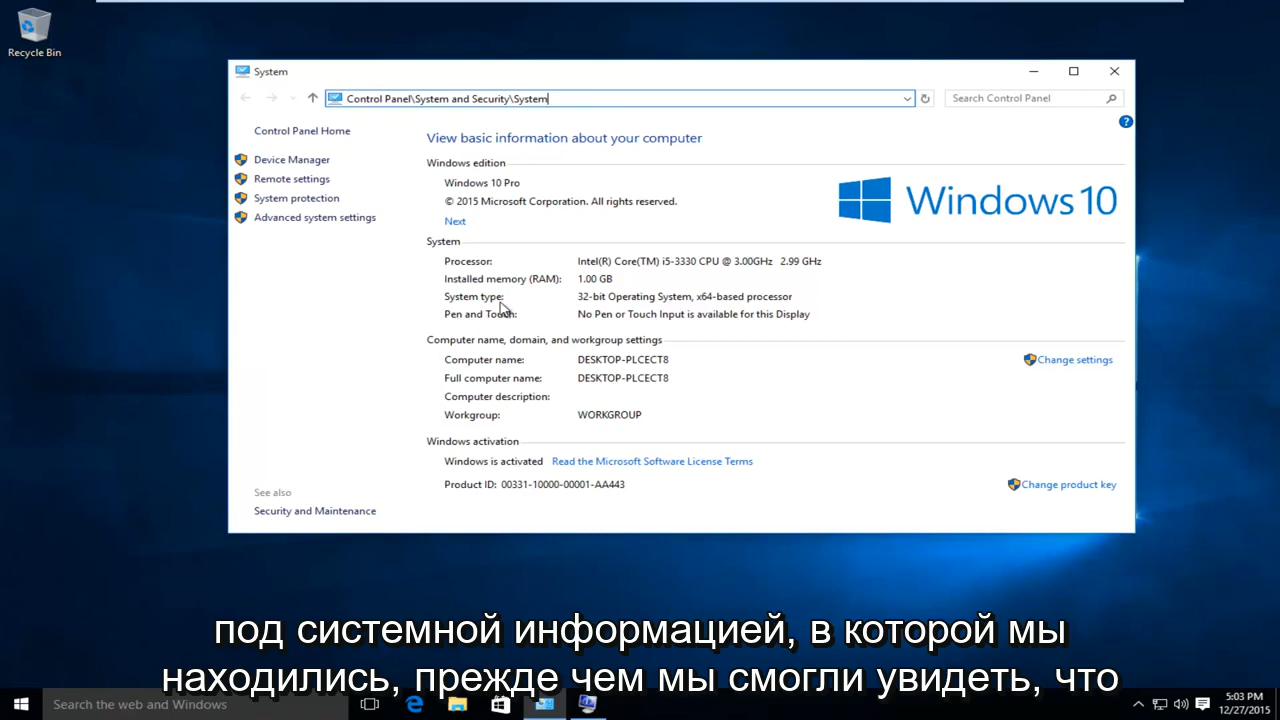 Recycle Bin
System
Control Panel\System and Security\System
Search Control Panel
Control Panel Home
Device Manager
Remote settings
System protection
Advanced system settings
See also
Security and Maintenance
View basic information about your computer
Windows edition
Windows 10 Pro
© 2015 Microsoft Corporation. All rights reserved.
Next
Windows 10
System
Processor: Intel(R) Core(TM) i5-3330 CPU @ 3.00GHz 2.99 GHz
Installed memory (RAM): 1.00 GB
System type: 32-bit Operating System, x64-based processor
Pen and Touch: No Pen or Touch Input is available for this Display
Computer name, domain, and workgroup settings
Computer name: DESKTOP-PLCECT8 Change settings
Full computer name: DESKTOP-PLCECT8
Computer description:
Workgroup: WORKGROUP
Windows activation
Windows is activated Read the Microsoft Software License Terms
Product ID: 00331-10000-00001-AA443 Change product key
под системной информацией, в которой мы
находились, прежде чем мы смогли увидеть, что
Search the web and Windows
5:03 PM
12/27/2015